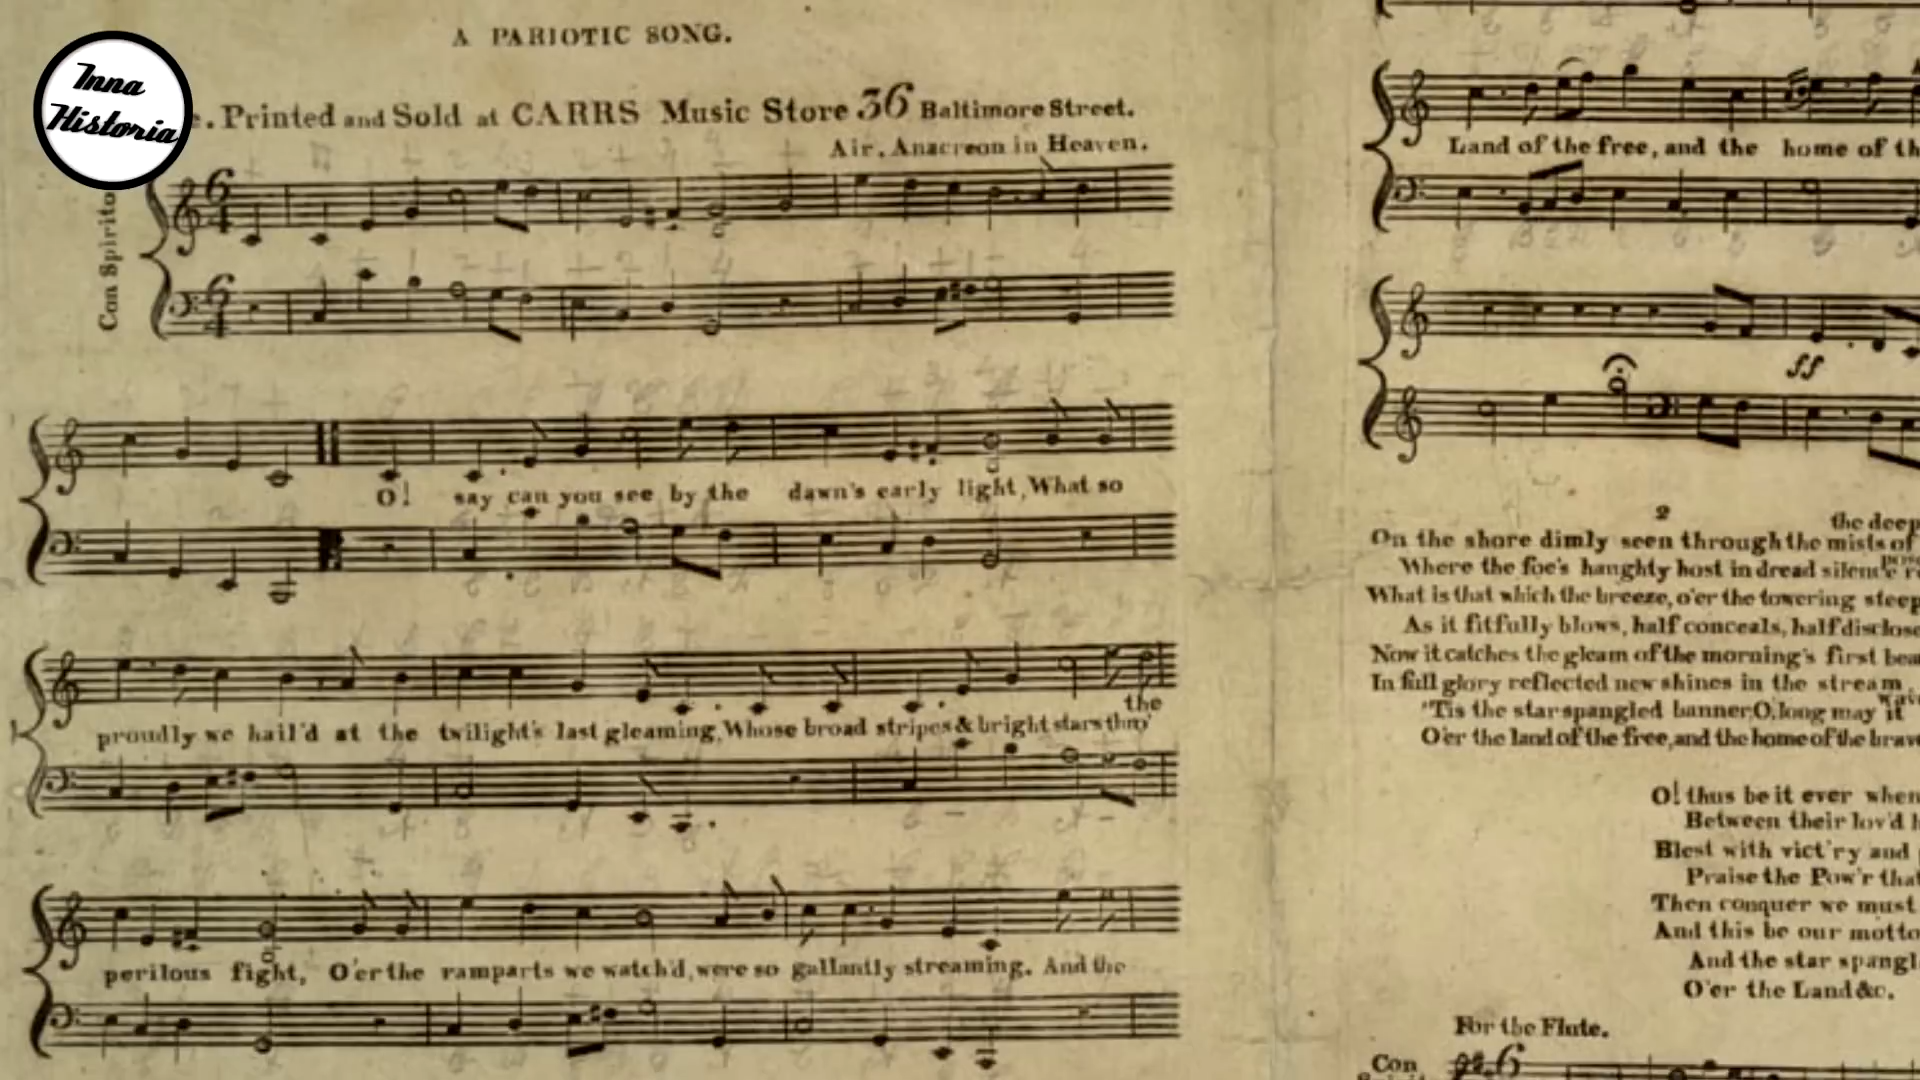 Inna
Historia
A PARIOTIC SONG.
Printed and Sold at CARRS Music Store 36 Baltimore Street.
Air. Anacreon in Heaven.
Con Spirito
O! say can you see by the dawn's early light, What so
proudly we hail'd at the twilight's last gleaming, Whose broad stripes & bright stars thro' the
perilous fight, O'er the ramparts we watch'd, were so gallantly streaming. And the
Land of the free, and the home of th
2
On the shore dimly seen through the mists of the deep
Where the foe's haughty host in dread silence
What is that which the breeze, o'er the towering steep
As it fitfully blows, half conceals, half disclose
Now it catches the gleam of the morning's first bea
In full glory reflected new shines in the stream
'Tis the star spangled banner O, long may it
O'er the land of the free, and the home of the brave
O! thus be it ever when
Between their lov'd h
Blest with vict'ry and
Praise the Pow'r that
Then conquer we must
And this be our motto
And the star spangl
O'er the Land &c.
For the Flute.
Con